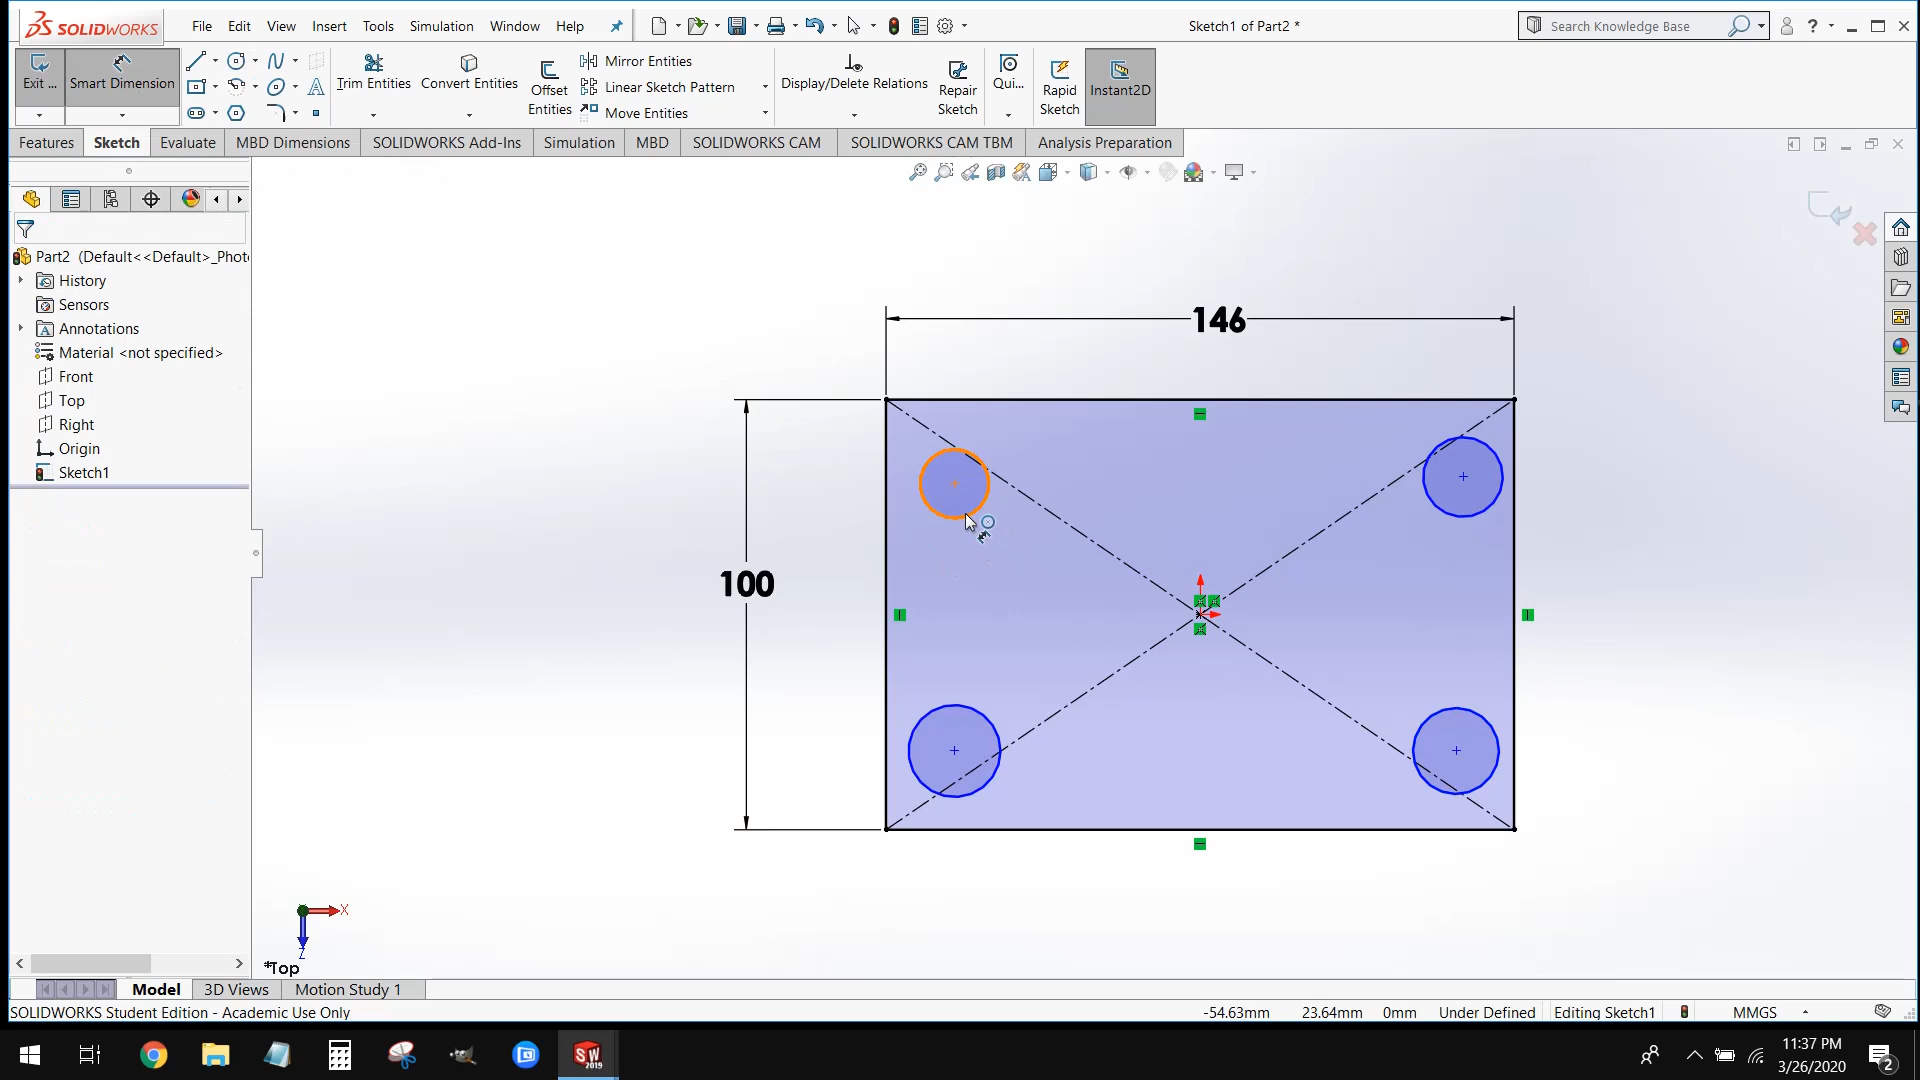 SOLIDWORKS File Edit View Insert Tools Simulation Window Help Sketch1 of Part2 * Search Knowledge Base ?
Exit ... Smart Dimension Trim Entities Convert Entities Offset Entities Mirror Entities Linear Sketch Pattern Move Entities Display/Delete Relations Repair Sketch Qui... Rapid Sketch Instant2D
Features Sketch Evaluate MBD Dimensions SOLIDWORKS Add-Ins Simulation MBD SOLIDWORKS CAM SOLIDWORKS CAM TBM Analysis Preparation
Part2 (Default<<Default>_Phot
History
Sensors
Annotations
Material <not specified>
Front
Top
Right
Origin
Sketch1
146
100
X
Z
*Top
Model 3D Views Motion Study 1
SOLIDWORKS Student Edition - Academic Use Only -54.63mm 23.64mm 0mm Under Defined Editing Sketch1 MMGS
SW 2019
11:37 PM
3/26/2020
2